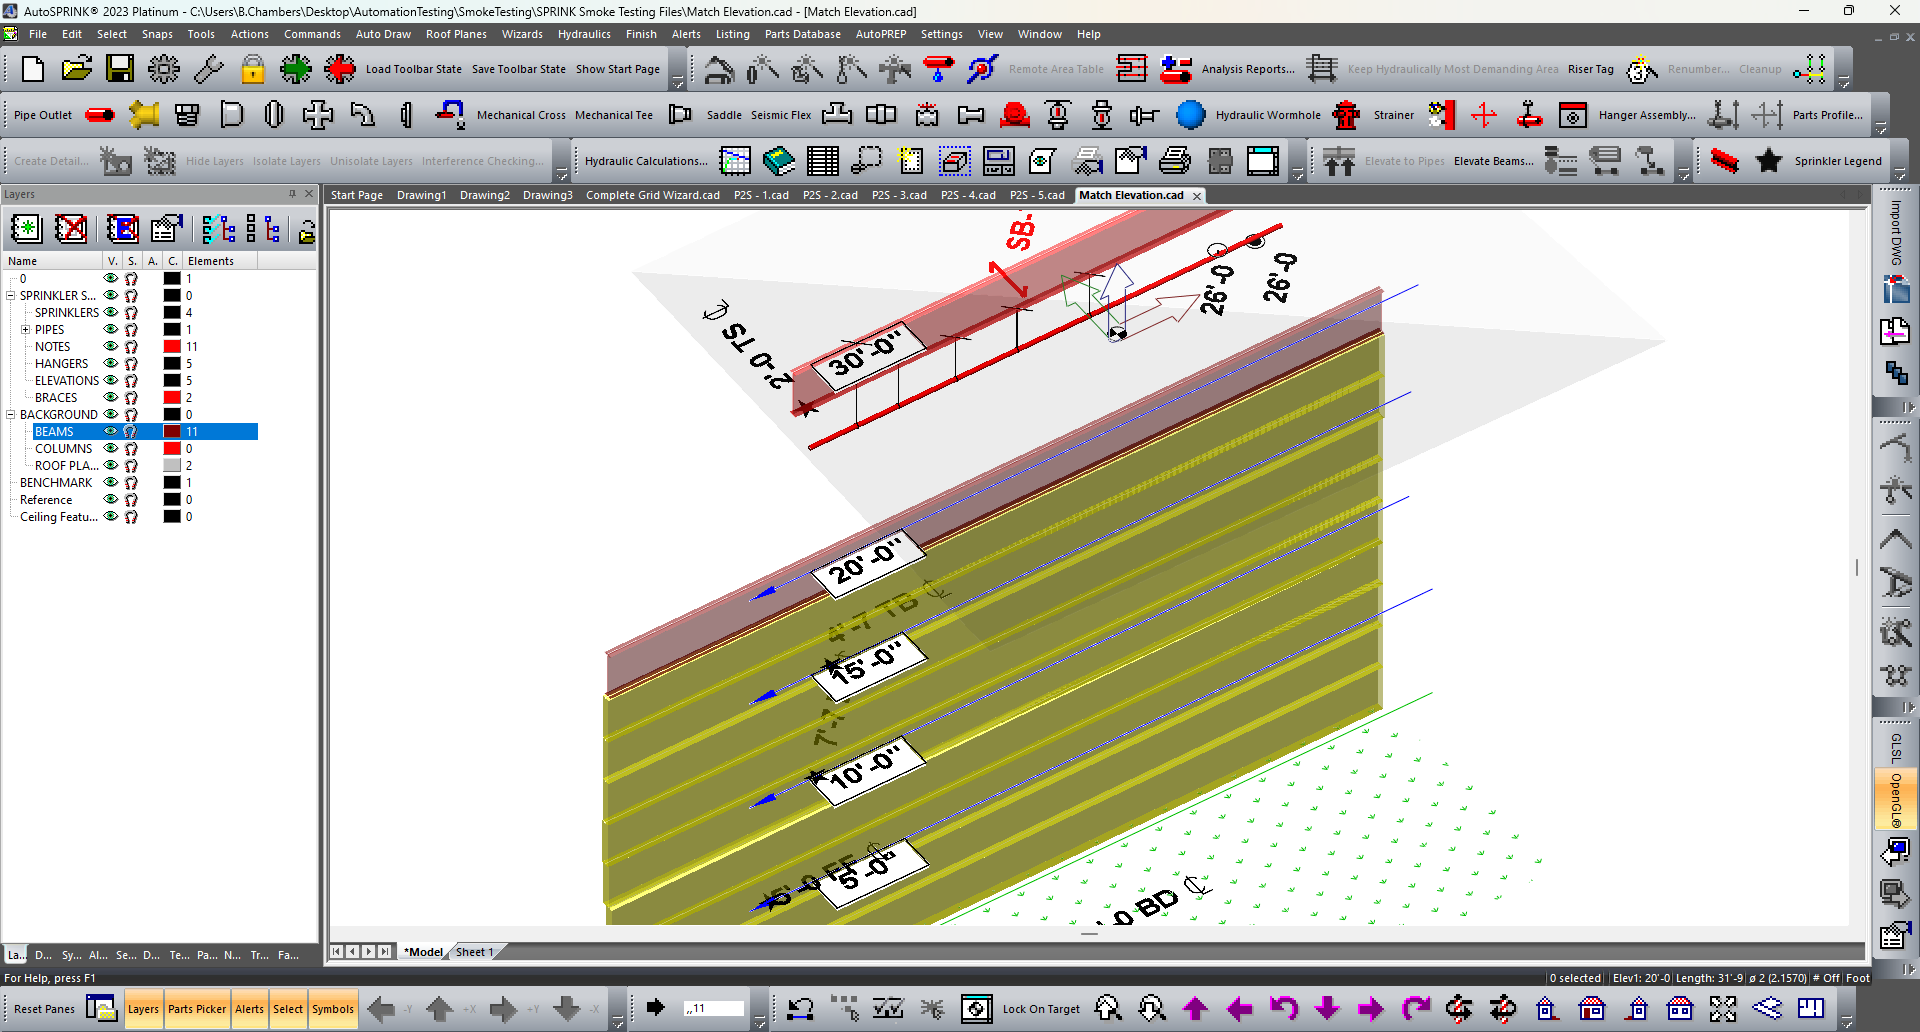 AutoSPRINK® 2023 Platinum - C:\Users\B.Chambers\Desktop\AutomationTesting\SmokeTesting\SPRINK Smoke Testing Files\Match Elevation.cad - [Match Elevation.cad]
File Edit Select Snaps Tools Actions Commands Auto Draw Roof Planes Wizards Hydraulics Finish Alerts Listing Parts Database AutoPREP Settings View Window Help
Load Toolbar State Save Toolbar State Show Start Page Remote Area Table Analysis Reports... Keep Hydraulically Most Demanding Area Riser Tag Renumber... Cleanup
Pipe Outlet Mechanical Cross Mechanical Tee Saddle Seismic Flex Hydraulic Wormhole Strainer Hanger Assembly... Parts Profile...
Create Detail... Hide Layers Isolate Layers Unisolate Layers Interference Checking... Hydraulic Calculations... Elevate to Pipes Elevate Beams... Sprinkler Legend
Layers
Start Page Drawing1 Drawing2 Drawing3 Complete Grid Wizard.cad P2S - 1.cad P2S - 2.cad P2S - 3.cad P2S - 4.cad P2S - 5.cad Match Elevation.cad
Name V. S. A. C. Elements
0 1
SPRINKLER S... 0
SPRINKLERS 4
PIPES 1
NOTES 11
HANGERS 5
ELEVATIONS 5
BRACES 2
BACKGROUND 0
BEAMS 11
COLUMNS 0
ROOF PLA... 2
BENCHMARK 1
Reference 0
Ceiling Featu... 0
SB-
1
26'-0
26'-0
2'-0 TS
30'-0"
20'-0"
4'-7 TB
15'-0"
10'-0"
5'-0"
5'-0 FF
0 BD
Import DWG
GLSL
OpenGL®
La... D... Sy... Al... Se... D... Te... Pa... N... Tr... Fa...
*Model Sheet 1
For Help, press F1
0 selected Elev1: 20'-0 Length: 31'-9 ø 2 (2.1570) # Off Foot
Reset Panes Layers Parts Picker Alerts Select Symbols -Y +X +Y -X ,,11 Lock On Target